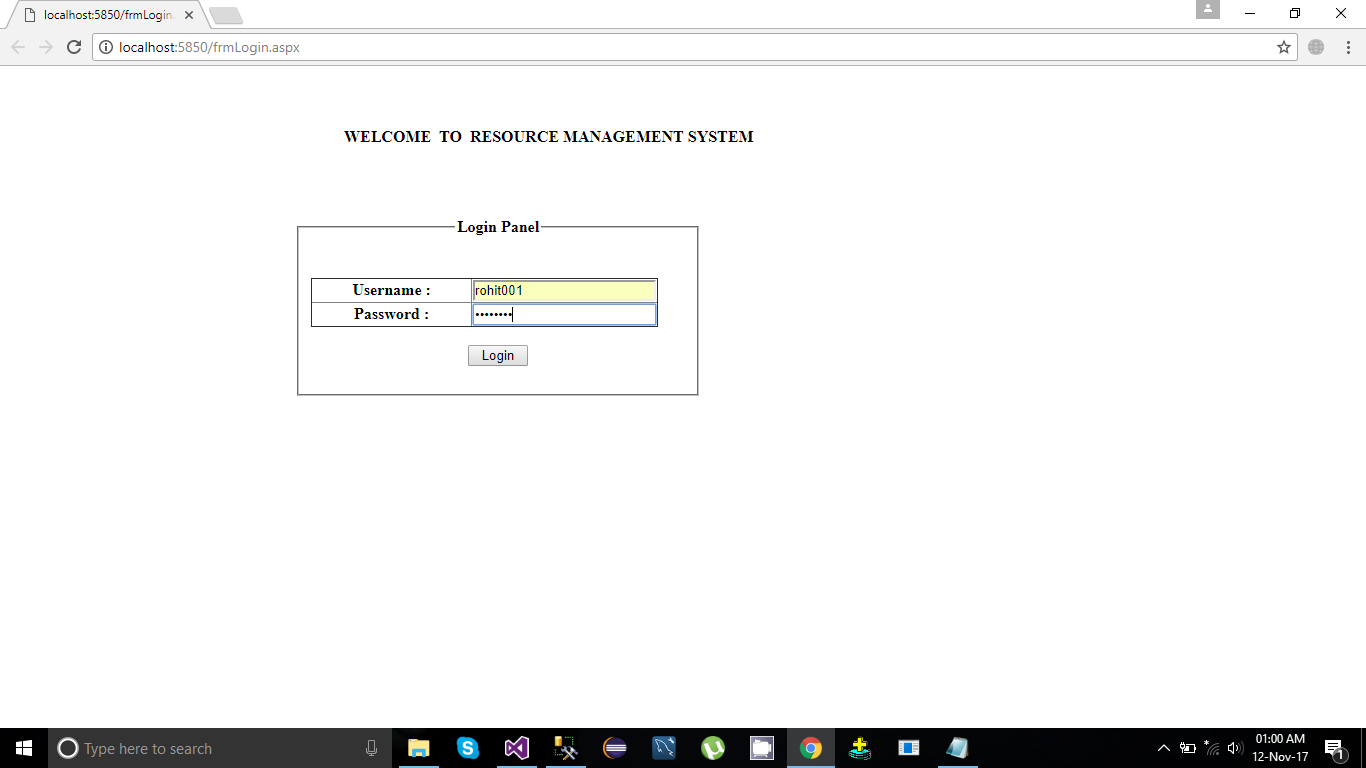 localhost:5850/frmLogin.
localhost:5850/frmLogin.aspx
WELCOME TO RESOURCE MANAGEMENT SYSTEM
Login Panel
Username : rohit001
Password : ••••••••
Login
Type here to search
01:00 AM
12-Nov-17
1